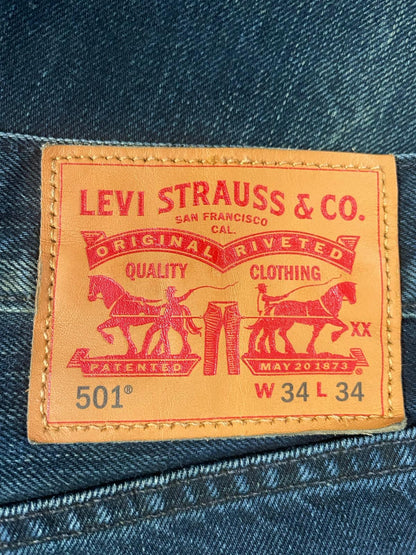 LEVI STRAUSS & CO.
SAN FRANCISCO
CAL.
ORIGINAL RIVETED
QUALITY CLOTHING
XX
PATENTED MAY 20 1873 ®
501® W 34 L 34